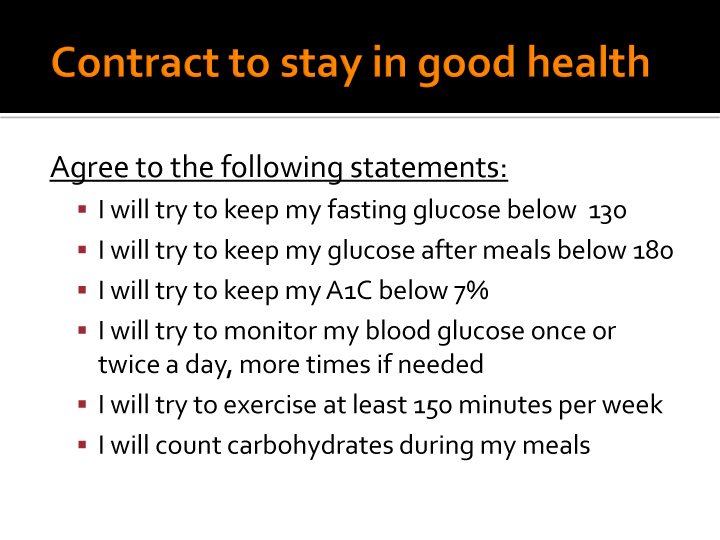 Contract to stay in good health
Agree to the following statements:
▪ I will try to keep my fasting glucose below  130
▪ I will try to keep my glucose after meals below 180
▪ I will try to keep my A1C below 7%
▪ I will try to monitor my blood glucose once or
twice a day, more times if needed
▪ I will try to exercise at least 150 minutes per week
▪ I will count carbohydrates during my meals